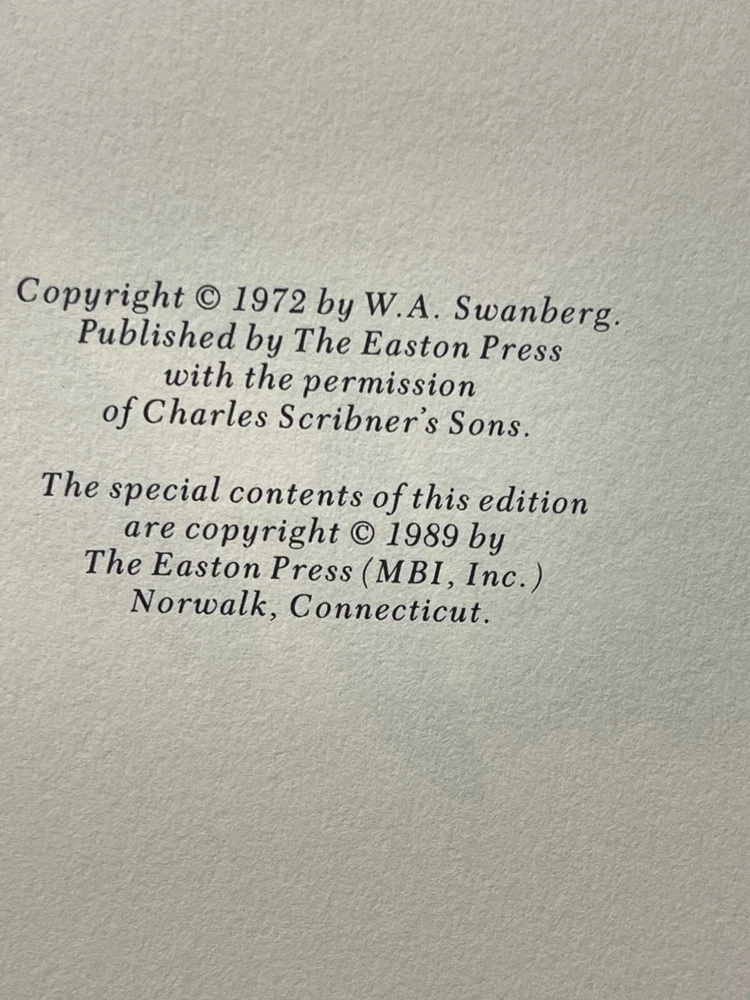 Copyright © 1972 by W.A. Swanberg.
Published by The Easton Press
with the permission
of Charles Scribner's Sons.
The special contents of this edition
are copyright © 1989 by
The Easton Press (MBI, Inc.)
Norwalk, Connecticut.